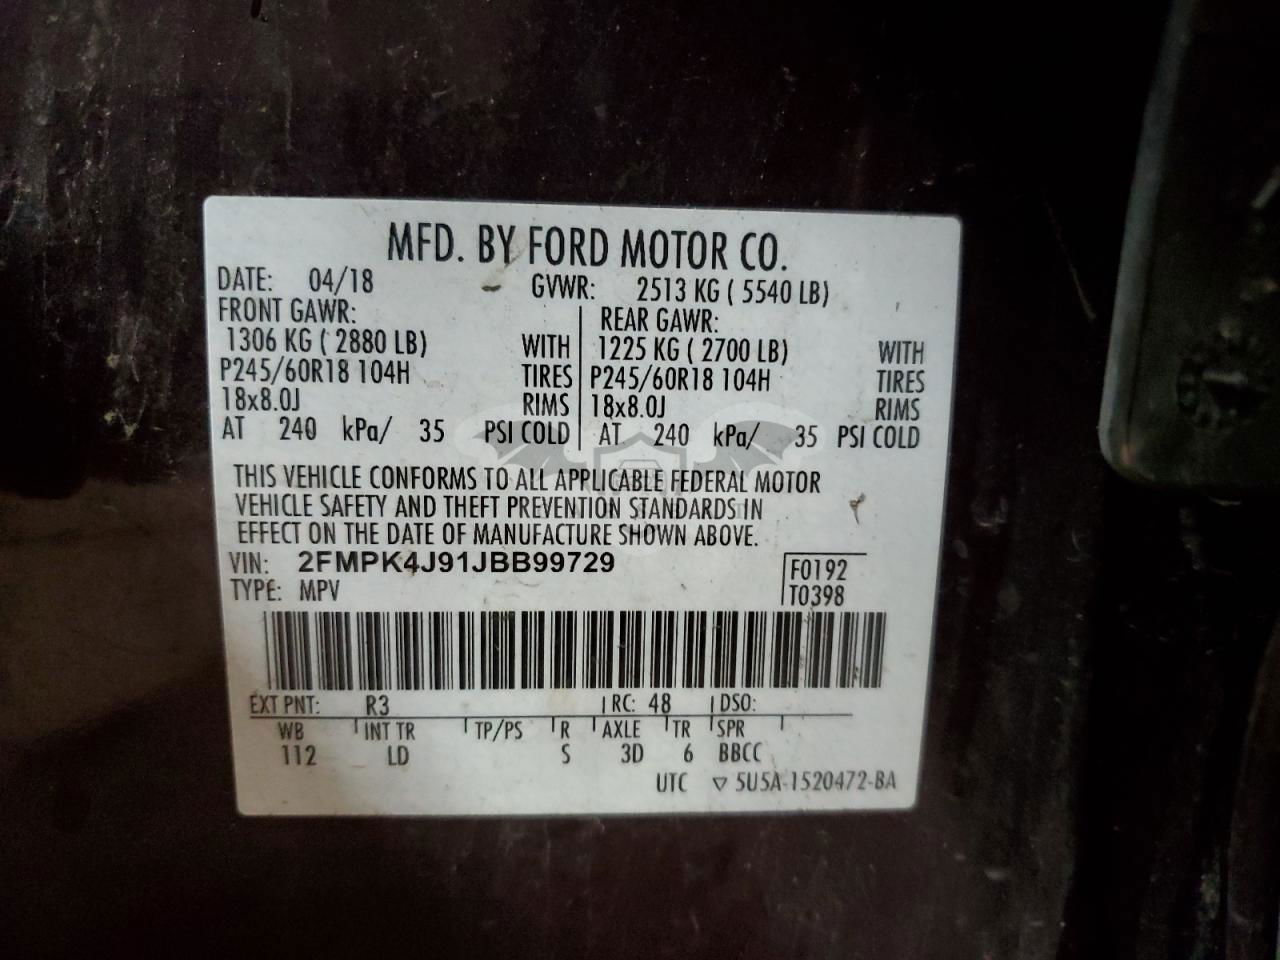 MFD. BY FORD MOTOR CO.
DATE: 04/18 GVWR: 2513 KG ( 5540 LB)
FRONT GAWR: REAR GAWR:
1306 KG ( 2880 LB) WITH 1225 KG ( 2700 LB) WITH
P245/60R18 104H TIRES P245/60R18 104H TIRES
18x8.0J RIMS 18x8.0J RIMS
AT 240 kPa/ 35 PSI COLD AT 240 kPa/ 35 PSI COLD
THIS VEHICLE CONFORMS TO ALL APPLICABLE FEDERAL MOTOR
VEHICLE SAFETY AND THEFT PREVENTION STANDARDS IN
EFFECT ON THE DATE OF MANUFACTURE SHOWN ABOVE.
VIN: 2FMPK4J91JBB99729 F0192
TYPE: MPV T0398
EXT PNT: R3 RC: 48 DSO:
WB INT TR TP/PS R AXLE TR SPR
112 LD S 3D 6 BBCC
UTC ▽ 5U5A-1520472-BA